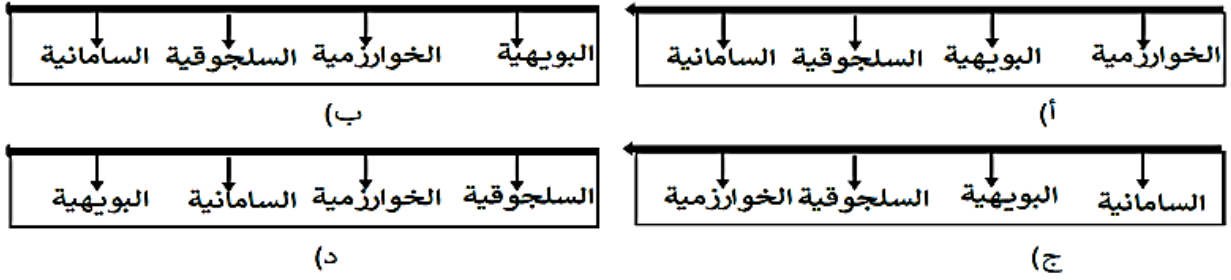 الخوارزمية البويهية السلجوقية السامانية
أ)
البويهية الخوارزمية السلجوقية السامانية
ب)
السامانية البويهية السلجوقية الخوارزمية
ج)
السلجوقية الخوارزمية السامانية البويهية
د)